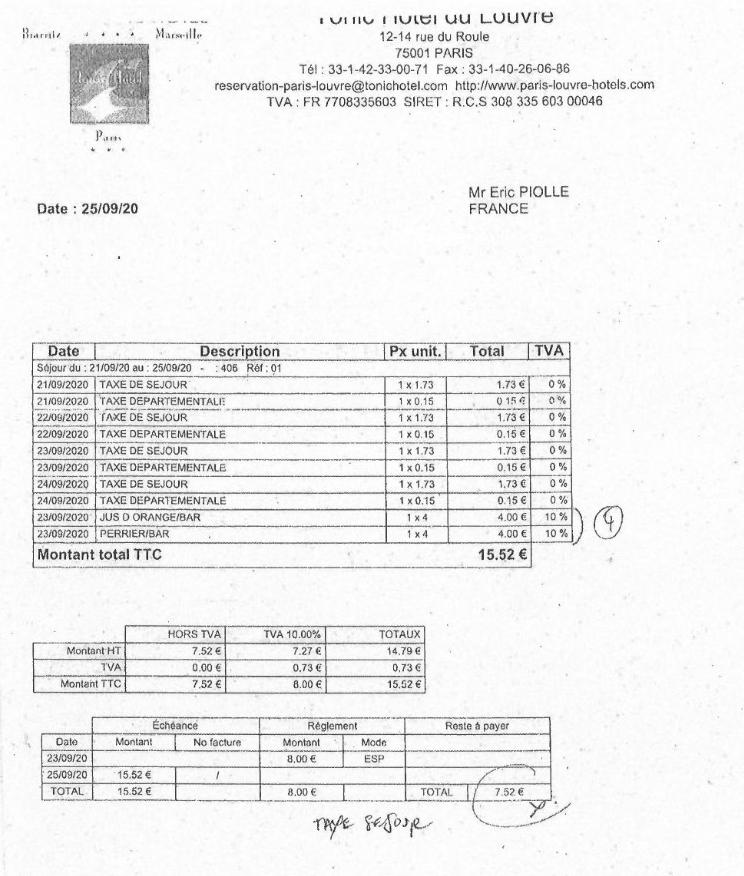 Biarritz Marseille
Tonic Hotel du Louvre
12-14 rue du Roule
75001 PARIS
Tél : 33-1-42-33-00-71 Fax : 33-1-40-26-06-86
reservation-paris-louvre@tonichotel.com http://www.paris-louvre-hotels.com
TVA : FR 7708335603 SIRET : R.C.S 308 335 603 00046
Tonic Hotel
Paris
Mr Eric PIOLLE
Date : 25/09/20 FRANCE
Date Description Px unit. Total TVA
Séjour du : 21/09/20 au : 25/09/20 - : 406 Réf : 01
21/09/2020 TAXE DE SEJOUR 1 x 1.73 1.73 € 0 %
21/09/2020 TAXE DEPARTEMENTALE 1 x 0.15 0.15 € 0 %
22/09/2020 TAXE DE SEJOUR 1 x 1.73 1.73 € 0 %
22/09/2020 TAXE DEPARTEMENTALE 1 x 0.15 0.15 € 0 %
23/09/2020 TAXE DE SEJOUR 1 x 1.73 1.73 € 0 %
23/09/2020 TAXE DEPARTEMENTALE 1 x 0.15 0.15 € 0 %
24/09/2020 TAXE DE SEJOUR 1 x 1.73 1.73 € 0 %
24/09/2020 TAXE DEPARTEMENTALE 1 x 0.15 0.15 € 0 %
23/09/2020 JUS D ORANGE/BAR 1 x 4 4.00 € 10 %
23/09/2020 PERRIER/BAR 1 x 4 4.00 € 10 %
Montant total TTC 15.52 €
HORS TVA TVA 10.00% TOTAUX
Montant HT 7.52 € 7.27 € 14.79 €
TVA 0.00 € 0.73 € 0.73 €
Montant TTC 7.52 € 8.00 € 15.52 €
Échéance Règlement Reste à payer
Date Montant No facture Montant Mode
23/09/20 8.00 € ESP
25/09/20 15.52 € /
TOTAL 15.52 € 8.00 € TOTAL 7.52 €
TAXE SEJOUR